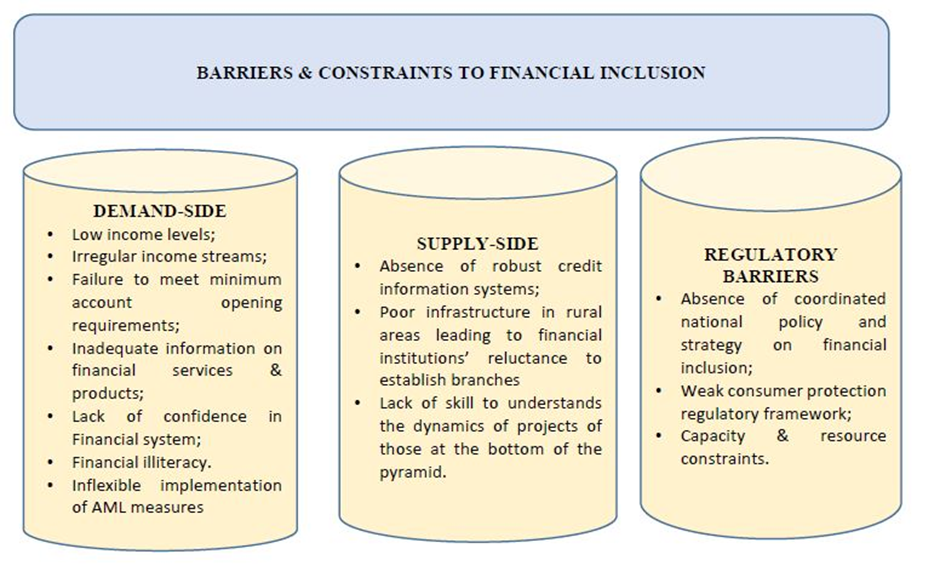 BARRIERS & CONSTRAINTS TO FINANCIAL INCLUSION
DEMAND-SIDE
• Low income levels;
• Irregular income streams;
• Failure to meet minimum
account opening
requirements;
• Inadequate information on
financial services &
products;
• Lack of confidence in
Financial system;
• Financial illiteracy.
• Inflexible implementation
of AML measures
SUPPLY-SIDE
• Absence of robust credit
information systems;
• Poor infrastructure in rural
areas leading to financial
institutions’ reluctance to
establish branches
• Lack of skill to understands
the dynamics of projects of
those at the bottom of the
pyramid.
REGULATORY
BARRIERS
• Absence of coordinated
national policy and
strategy on financial
inclusion;
• Weak consumer protection
regulatory framework;
• Capacity & resource
constraints.